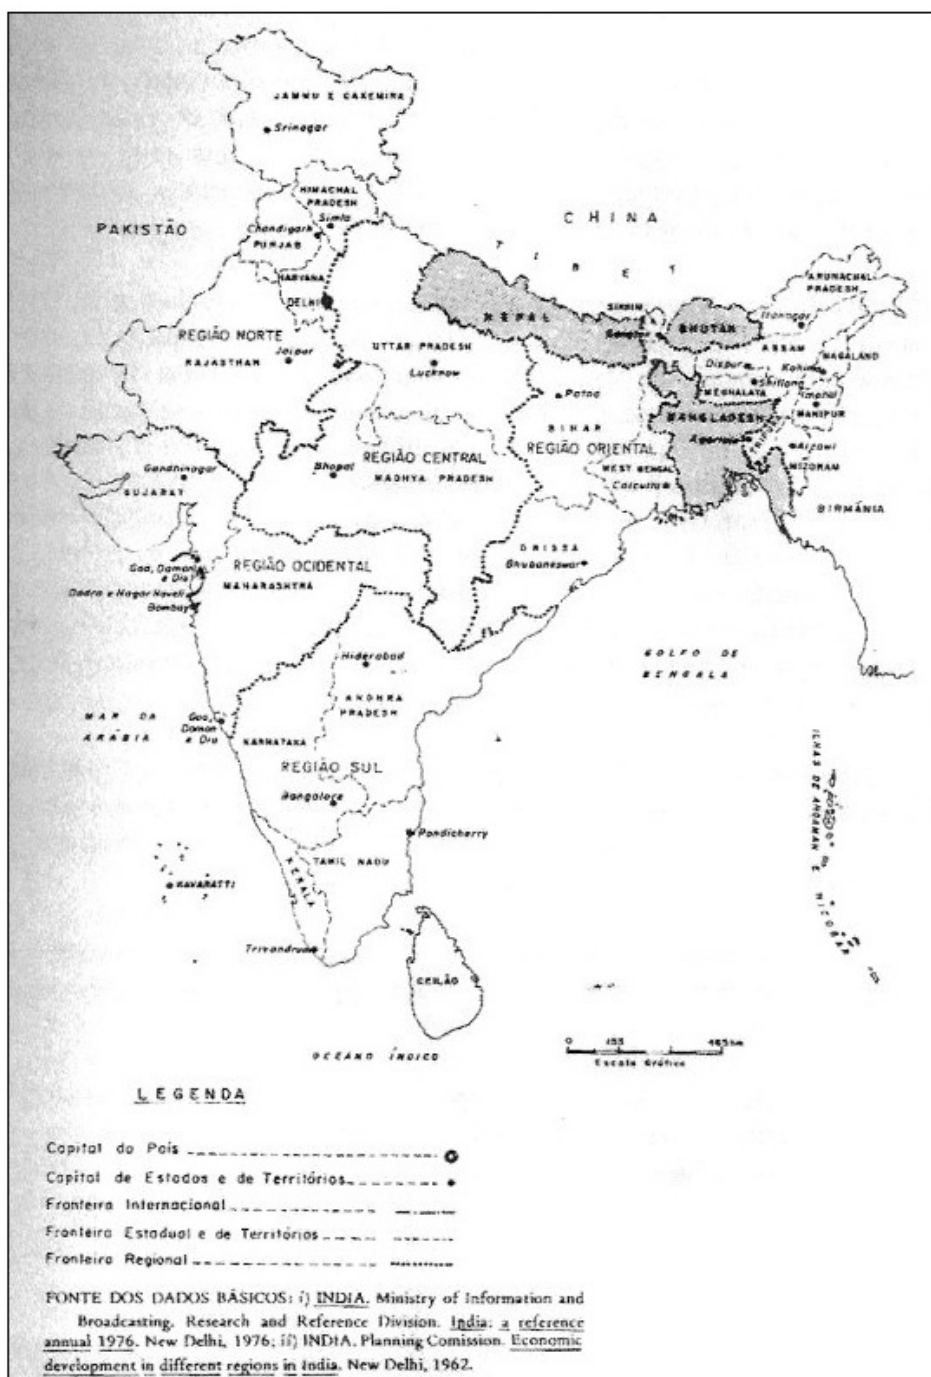 JAMMU E CAXEMIRA
Srinagar
HIMACHAL
PRADESH
Simla
CHINA
PAKISTÃO
Chandigarh
PUNJAB
TIBET
HARYANA
DELHI
ARUNACHAL
PRADESH
SIKKIM
NEPAL
BHUTAN
Itanagar
REGIÃO NORTE
RAJASTHAN
Jaipur
UTTAR PRADESH
Lucknow
Gangtok
ASSAM
NAGALAND
Dispur
Kohima
Shillong
MEGHALAYA
Imphal
MANIPUR
Patna
BIHAR
BANGLADESH
Agartala
Aizawl
MIZORAM
REGIÃO ORIENTAL
REGIÃO CENTRAL
MADHYA PRADESH
Bhopal
WEST BENGAL
Calcutta
BIRMÂNIA
Gandhinagar
GUJARAT
ORISSA
Bhubaneswar
Goa, Daman
e Diu
REGIÃO OCIDENTAL
MAHARASHTRA
Dadra e Nagar Haveli
Bombay
GOLFO DE
BENGALA
Hiderabad
ANDHRA
PRADESH
MAR DA
ARÁBIA
Goa,
Daman
e Diu
KARNATAKA
REGIÃO SUL
Bangalore
ILHAS DE ANDAMAN E NICOBAR
Pondicherry
TAMIL NADU
KERALA
KAVARATTI
Trivandrum
CEILÃO
OCEANO ÍNDICO
0 155 465 km
Escala Gráfica
LEGENDA
Capital do País
Capital de Estados e de Territórios
Fronteira Internacional
Fronteira Estadual e de Territórios
Fronteira Regional
FONTE DOS DADOS BÁSICOS: i) INDIA. Ministry of Information and
Broadcasting. Research and Reference Division. India: a reference
annual 1976. New Delhi, 1976; ii) INDIA. Planning Comission. Economic
development in different regions in India. New Delhi, 1962.